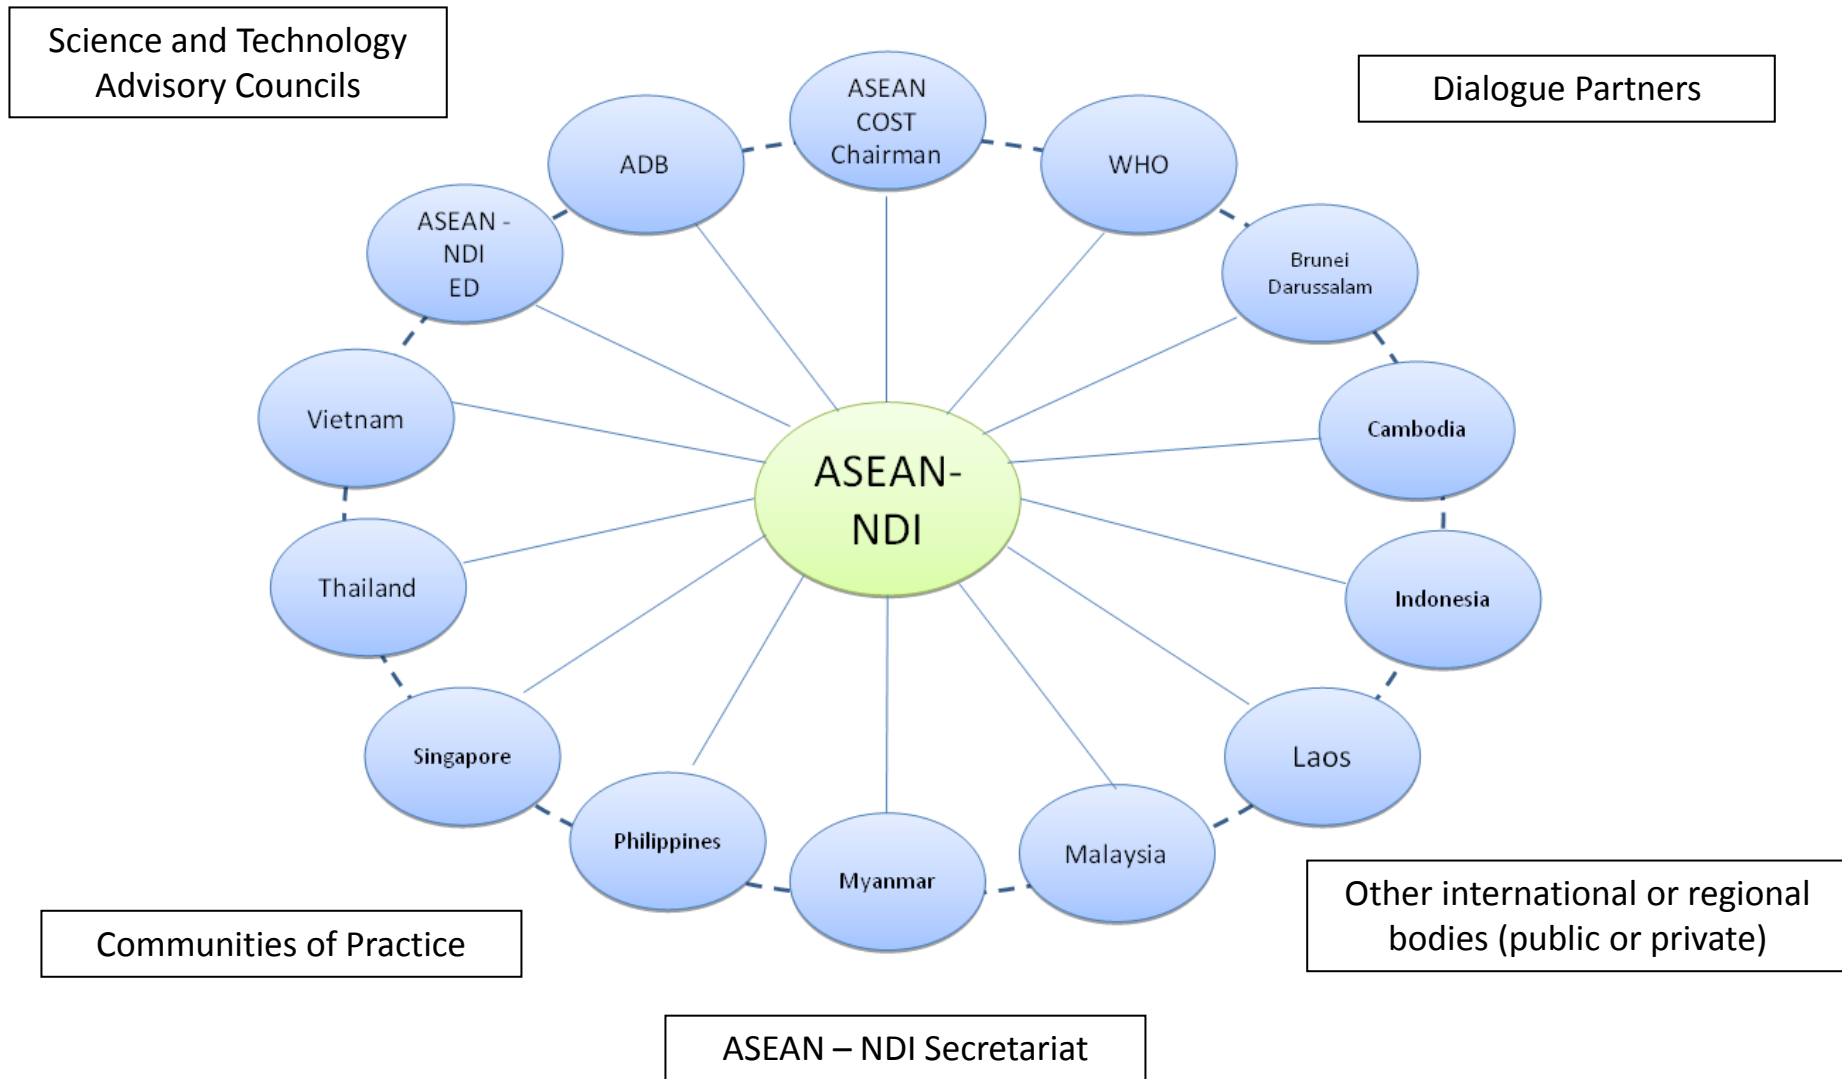 Science and Technology
Advisory Councils
Dialogue Partners
ASEAN
COST
Chairman
ADB
WHO
ASEAN -
NDI
ED
Brunei
Darussalam
Vietnam
Cambodia
ASEAN-
NDI
Thailand
Indonesia
Singapore
Laos
Philippines
Myanmar
Malaysia
Communities of Practice
Other international or regional
bodies (public or private)
ASEAN – NDI Secretariat